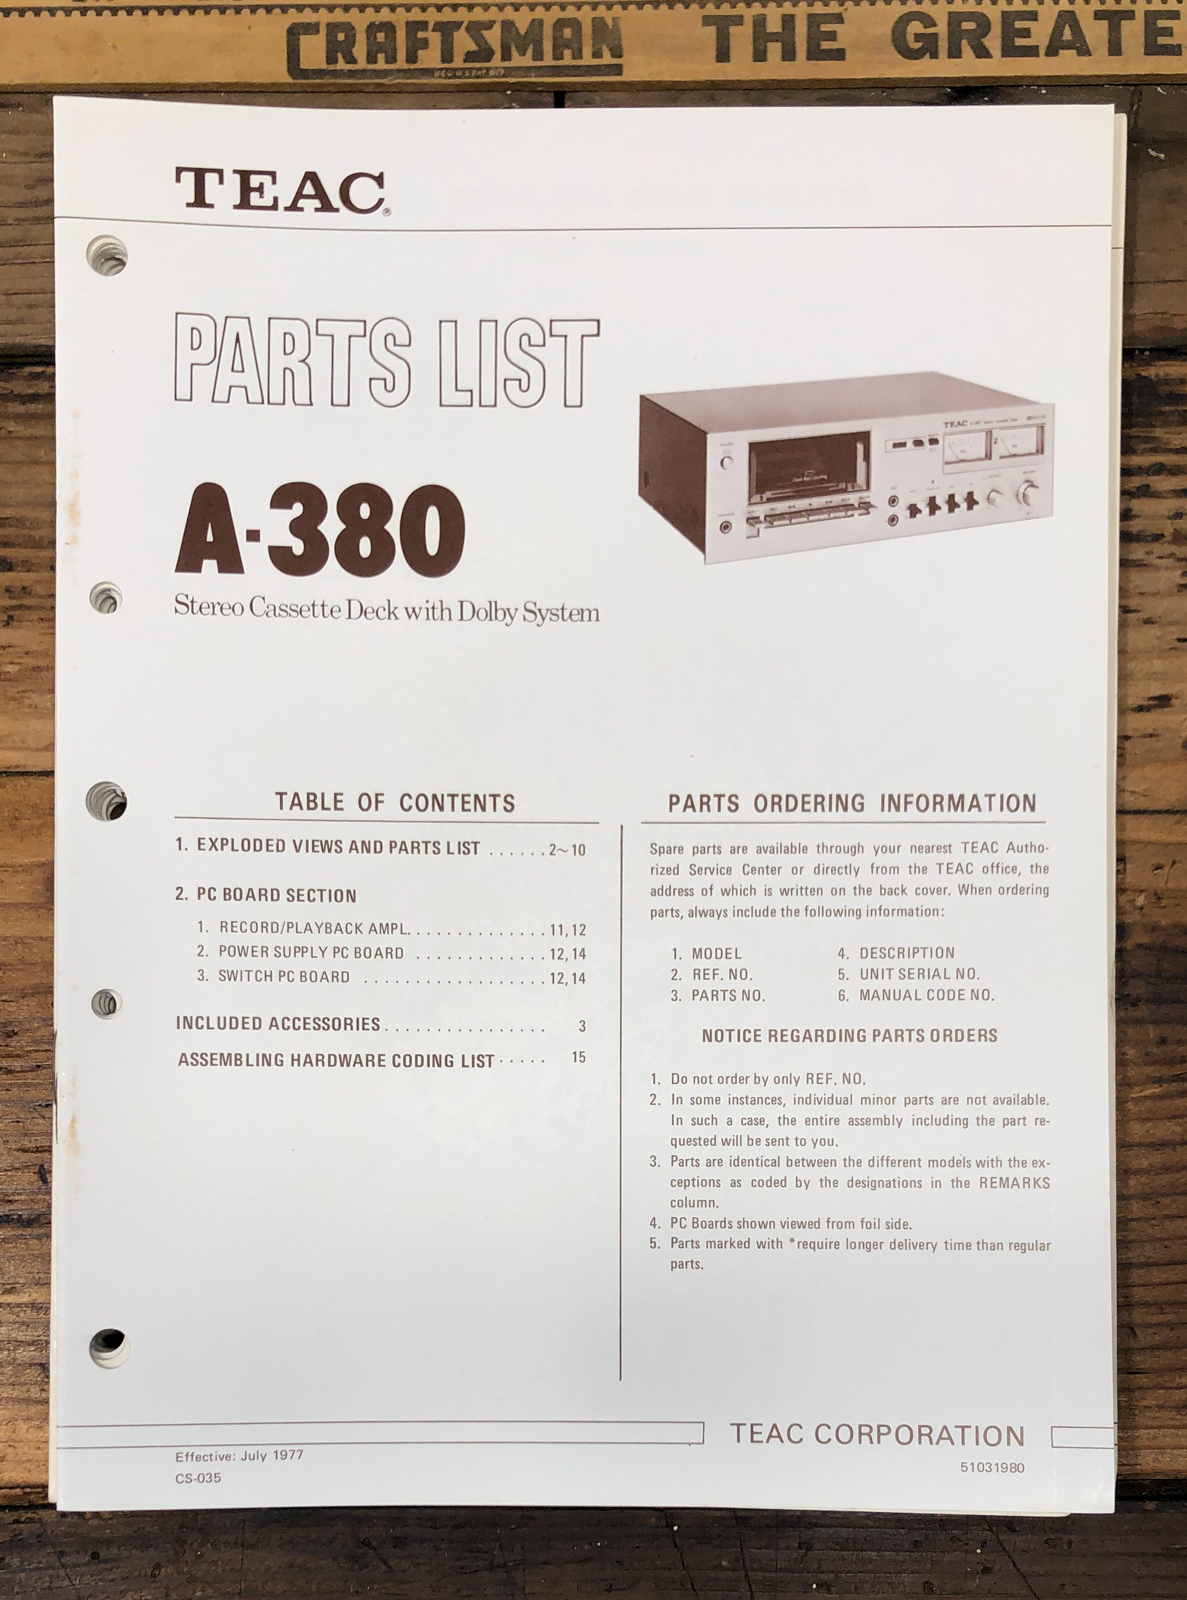 CRAFTSMAN THE GREATE
TEAC®
PARTS LIST
A-380
Stereo Cassette Deck with Dolby System
TEAC
TABLE OF CONTENTS
1. EXPLODED VIEWS AND PARTS LIST ...... 2~10
2. PC BOARD SECTION
1. RECORD/PLAYBACK AMPL. ............. 11,12
2. POWER SUPPLY PC BOARD ............. 12,14
3. SWITCH PC BOARD .................. 12,14
INCLUDED ACCESSORIES ................ 3
ASSEMBLING HARDWARE CODING LIST ..... 15
PARTS ORDERING INFORMATION
Spare parts are available through your nearest TEAC Autho-
rized Service Center or directly from the TEAC office, the
address of which is written on the back cover. When ordering
parts, always include the following information:
1. MODEL 4. DESCRIPTION
2. REF. NO. 5. UNIT SERIAL NO.
3. PARTS NO. 6. MANUAL CODE NO.
NOTICE REGARDING PARTS ORDERS
1. Do not order by only REF. NO.
2. In some instances, individual minor parts are not available.
In such a case, the entire assembly including the part re-
quested will be sent to you.
3. Parts are identical between the different models with the ex-
ceptions as coded by the designations in the REMARKS
column.
4. PC Boards shown viewed from foil side.
5. Parts marked with *require longer delivery time than regular
parts.
TEAC CORPORATION
Effective: July 1977
CS-035
51031980